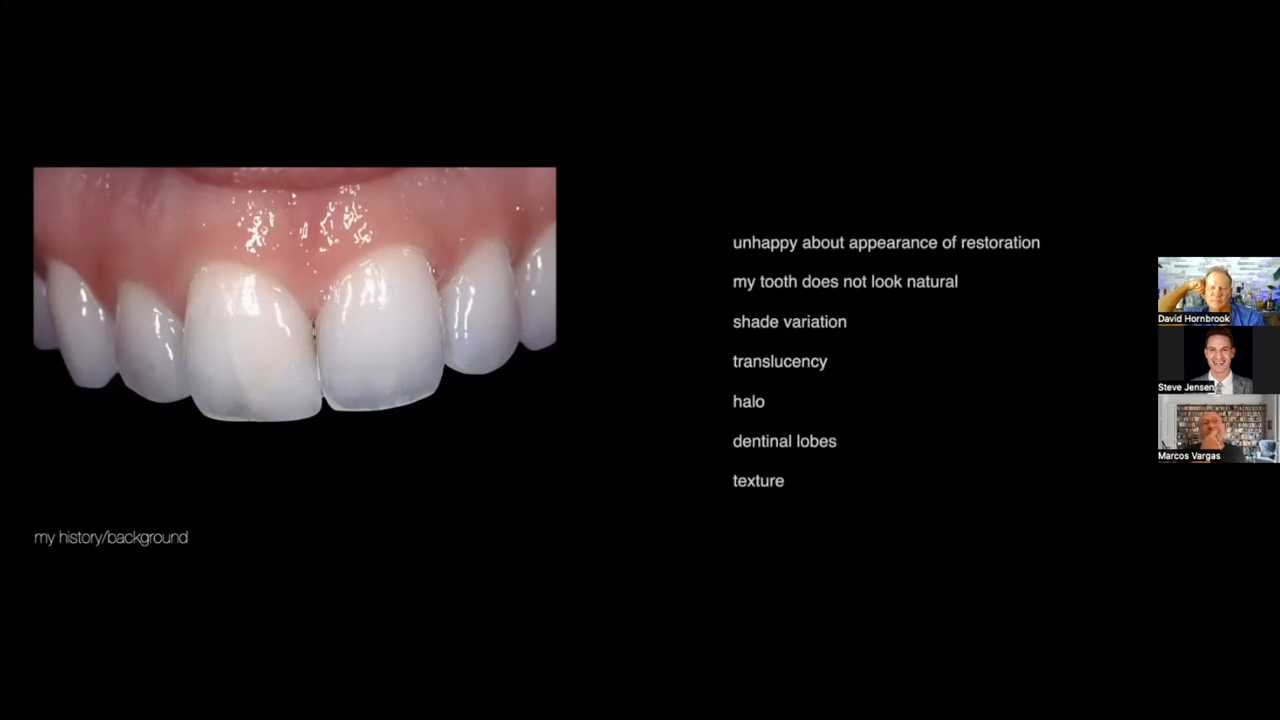 unhappy about appearance of restoration
my tooth does not look natural
shade variation
translucency
halo
dentinal lobes
texture
my history/background
David Hornbrook
Steve Jensen
Marcos Vargas